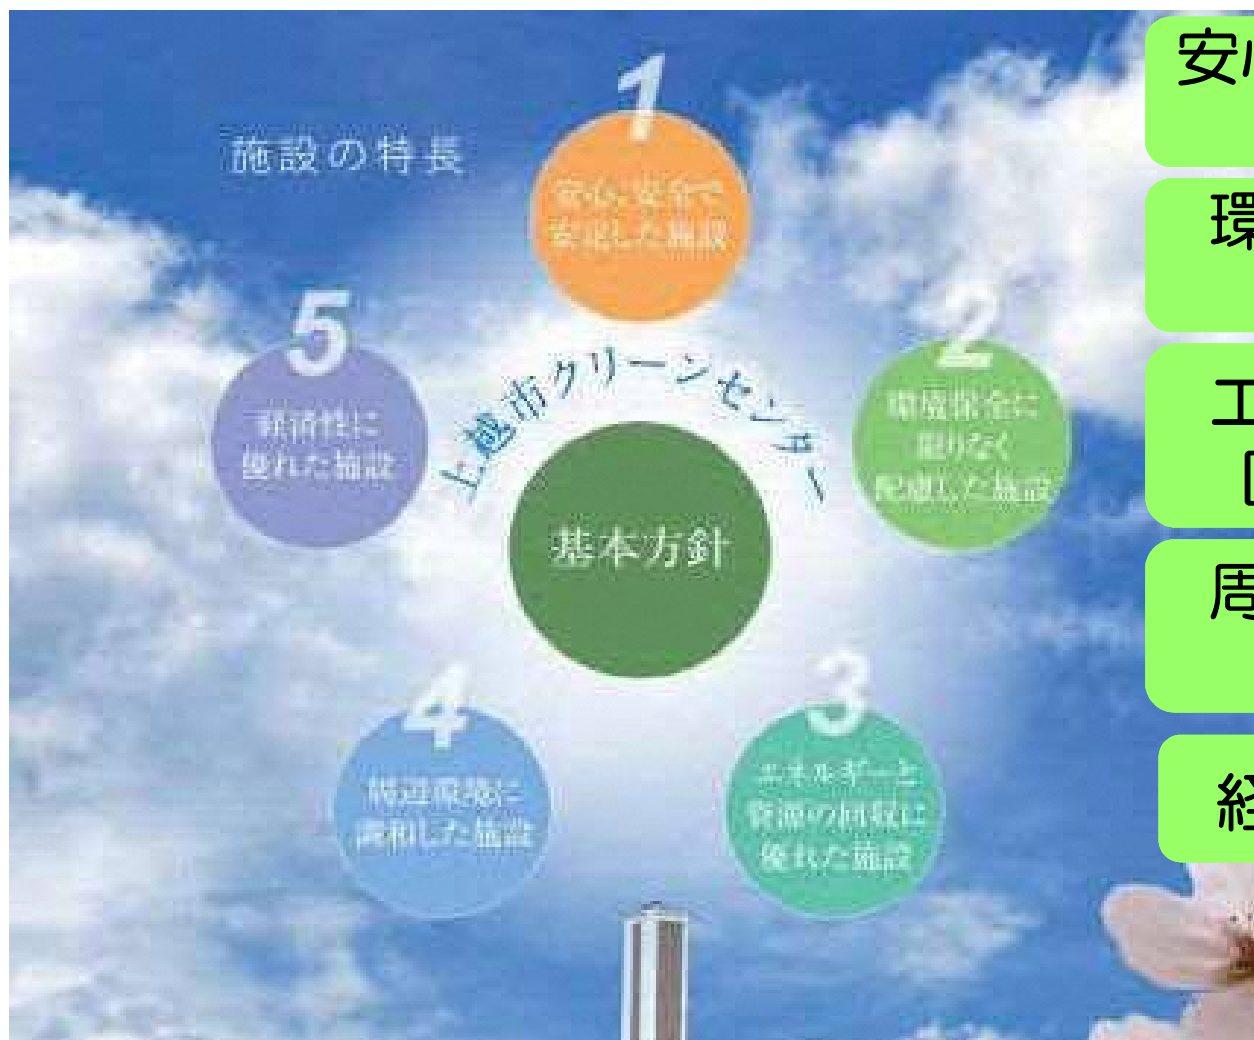 施設の特長
1
安心、安全で
安定した施設
2
環境保全に
限りなく
配慮した施設
3
エネルギーと
資源の回収に
優れた施設
4
周辺環境に
調和した施設
5
経済性に
優れた施設
上越市クリーンセンター
基本方針
安心
環
エ
周
経